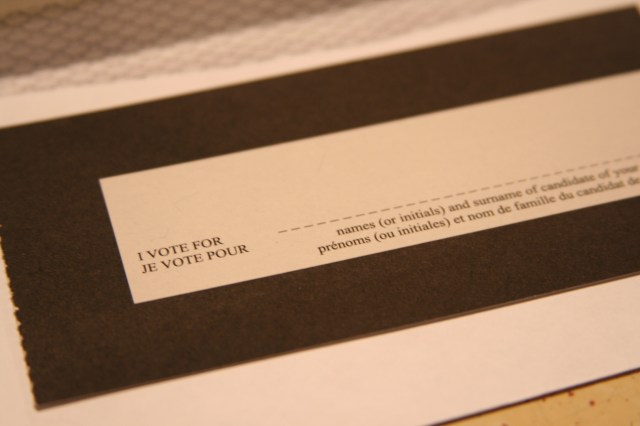 I VOTE FOR
JE VOTE POUR
names (or initials) and surname of candidate of your
prénoms (ou initiales) et nom de famille du candidat de